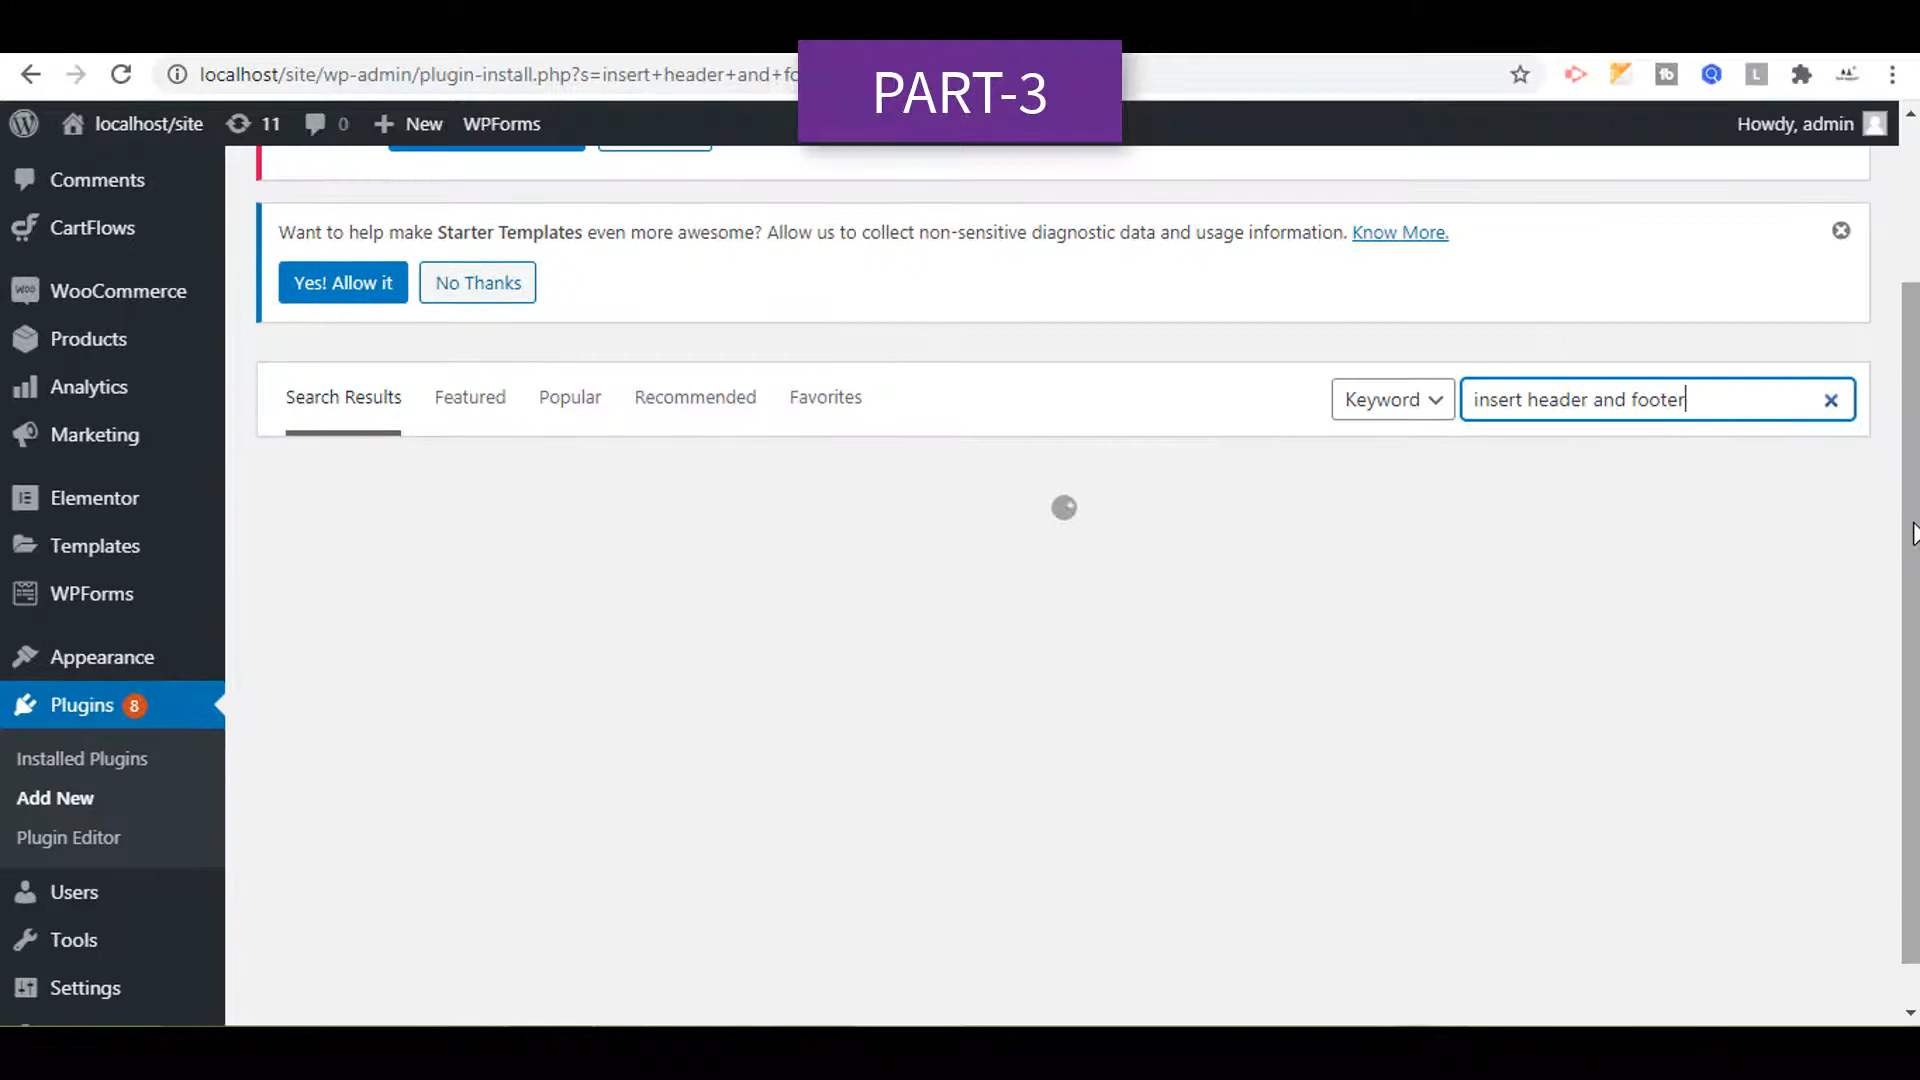 localhost/site/wp-admin/plugin-install.php?s=insert+header+and+fo
PART-3
localhost/site
11
0
New
WPForms
Howdy, admin
Comments
CartFlows
WooCommerce
Products
Analytics
Marketing
Elementor
Templates
WPForms
Appearance
Plugins 8
Installed Plugins
Add New
Plugin Editor
Users
Tools
Settings
Want to help make Starter Templates even more awesome? Allow us to collect non-sensitive diagnostic data and usage information. Know More.
Yes! Allow it
No Thanks
Search Results
Featured
Popular
Recommended
Favorites
Keyword
insert header and footer